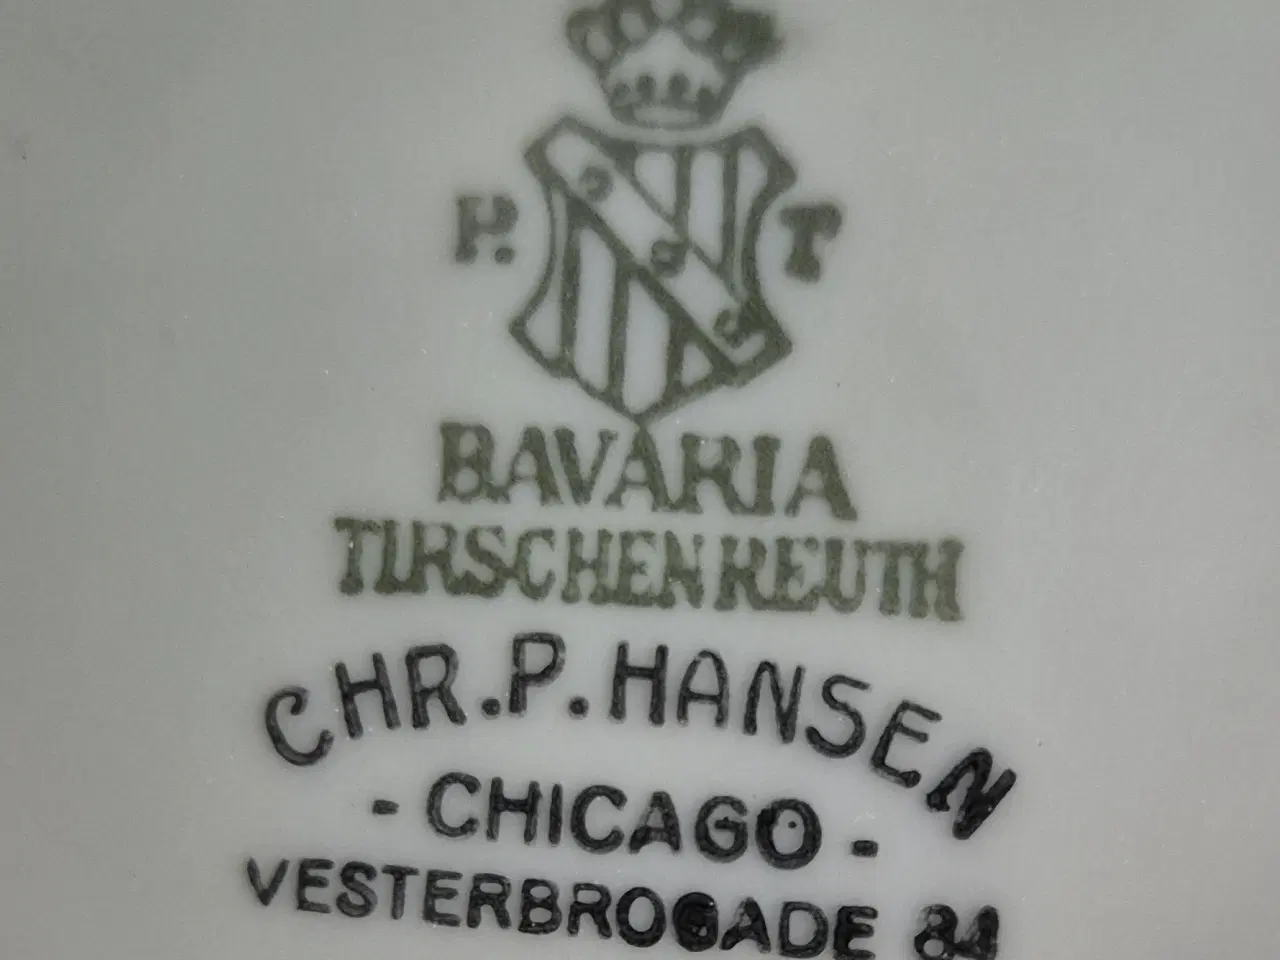 P. T
BAVARIA
TIRSCHENREUTH
CHR.P.HANSEN
- CHICAGO -
VESTERBROGADE 84